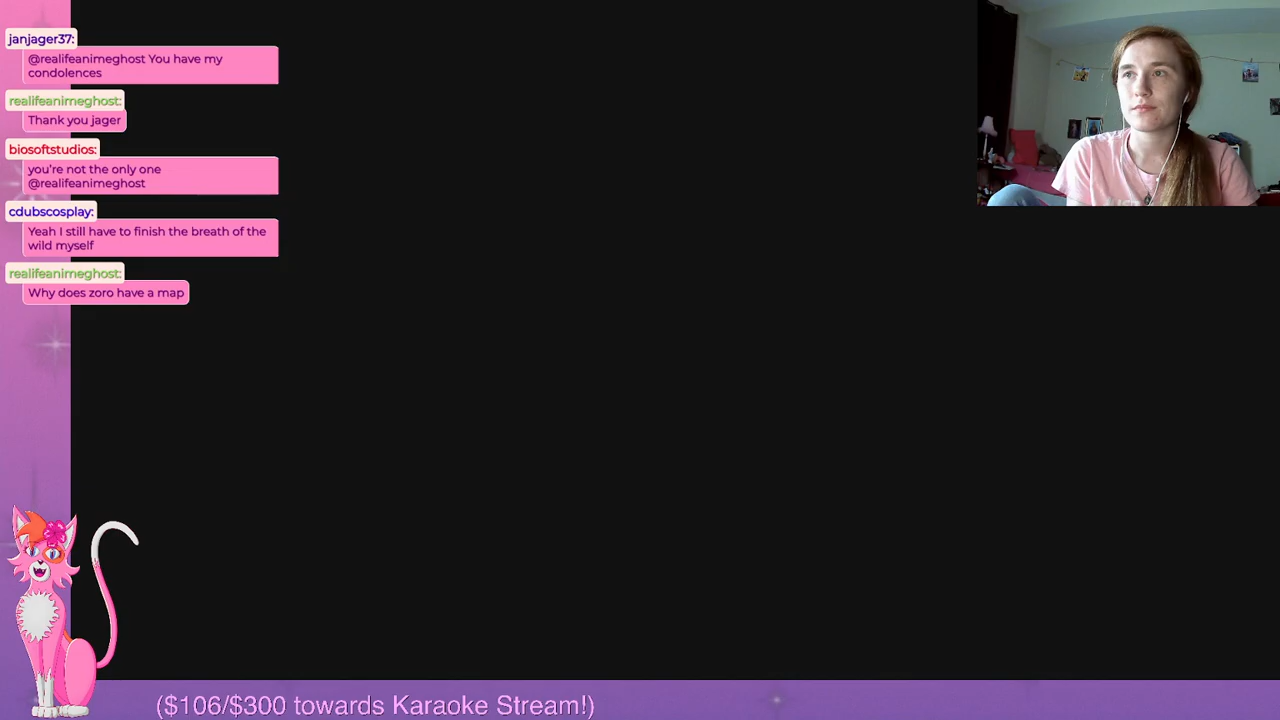 janjager37:
@realifeanimeghost You have my
condolences
realifeanimeghost:
Thank you jager
biosoftstudios:
you're not the only one
@realifeanimeghost
cdubscosplay:
Yeah I still have to finish the breath of the
wild myself
realifeanimeghost:
Why does zoro have a map
($106/$300 towards Karaoke Stream!)